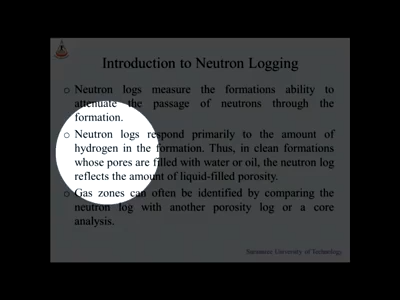 Introduction to Neutron Logging
o Neutron logs measure the formations ability to
attenuate the passage of neutrons through the
formation.
o Neutron logs respond primarily to the amount of
hydrogen in the formation. Thus, in clean formations
whose pores are filled with water or oil, the neutron log
reflects the amount of liquid-filled porosity.
o Gas zones can often be identified by comparing the
neutron log with another porosity log or a core
analysis.
Suranaree University of Technology